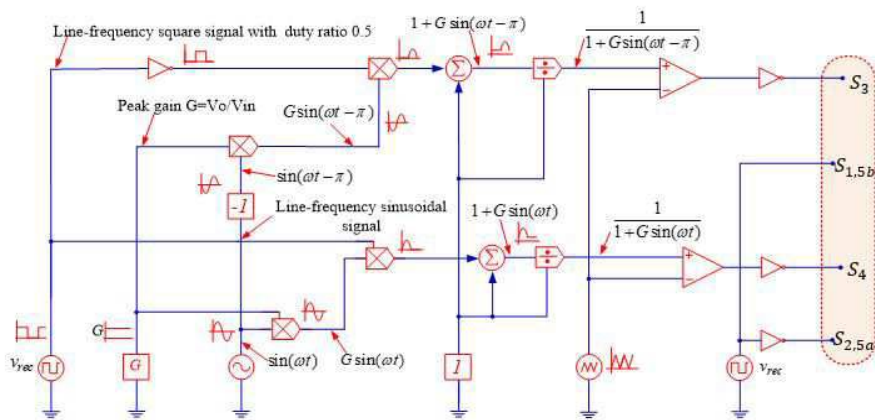 Line-frequency square signal with duty ratio 0.5
1+G sin(ωt−π)
1
1+G sin(ωt−π)
Σ
÷
+
−
S3
Peak gain G=Vo/Vin
G sin(ωt−π)
sin(ωt−π)
S1,5b
-1
Line-frequency sinusoidal
signal
1+G sin(ωt)
1
1+G sin(ωt)
Σ
÷
+
−
S4
G
S2,5a
vrec
G
sin(ωt)
G sin(ωt)
1
vrec